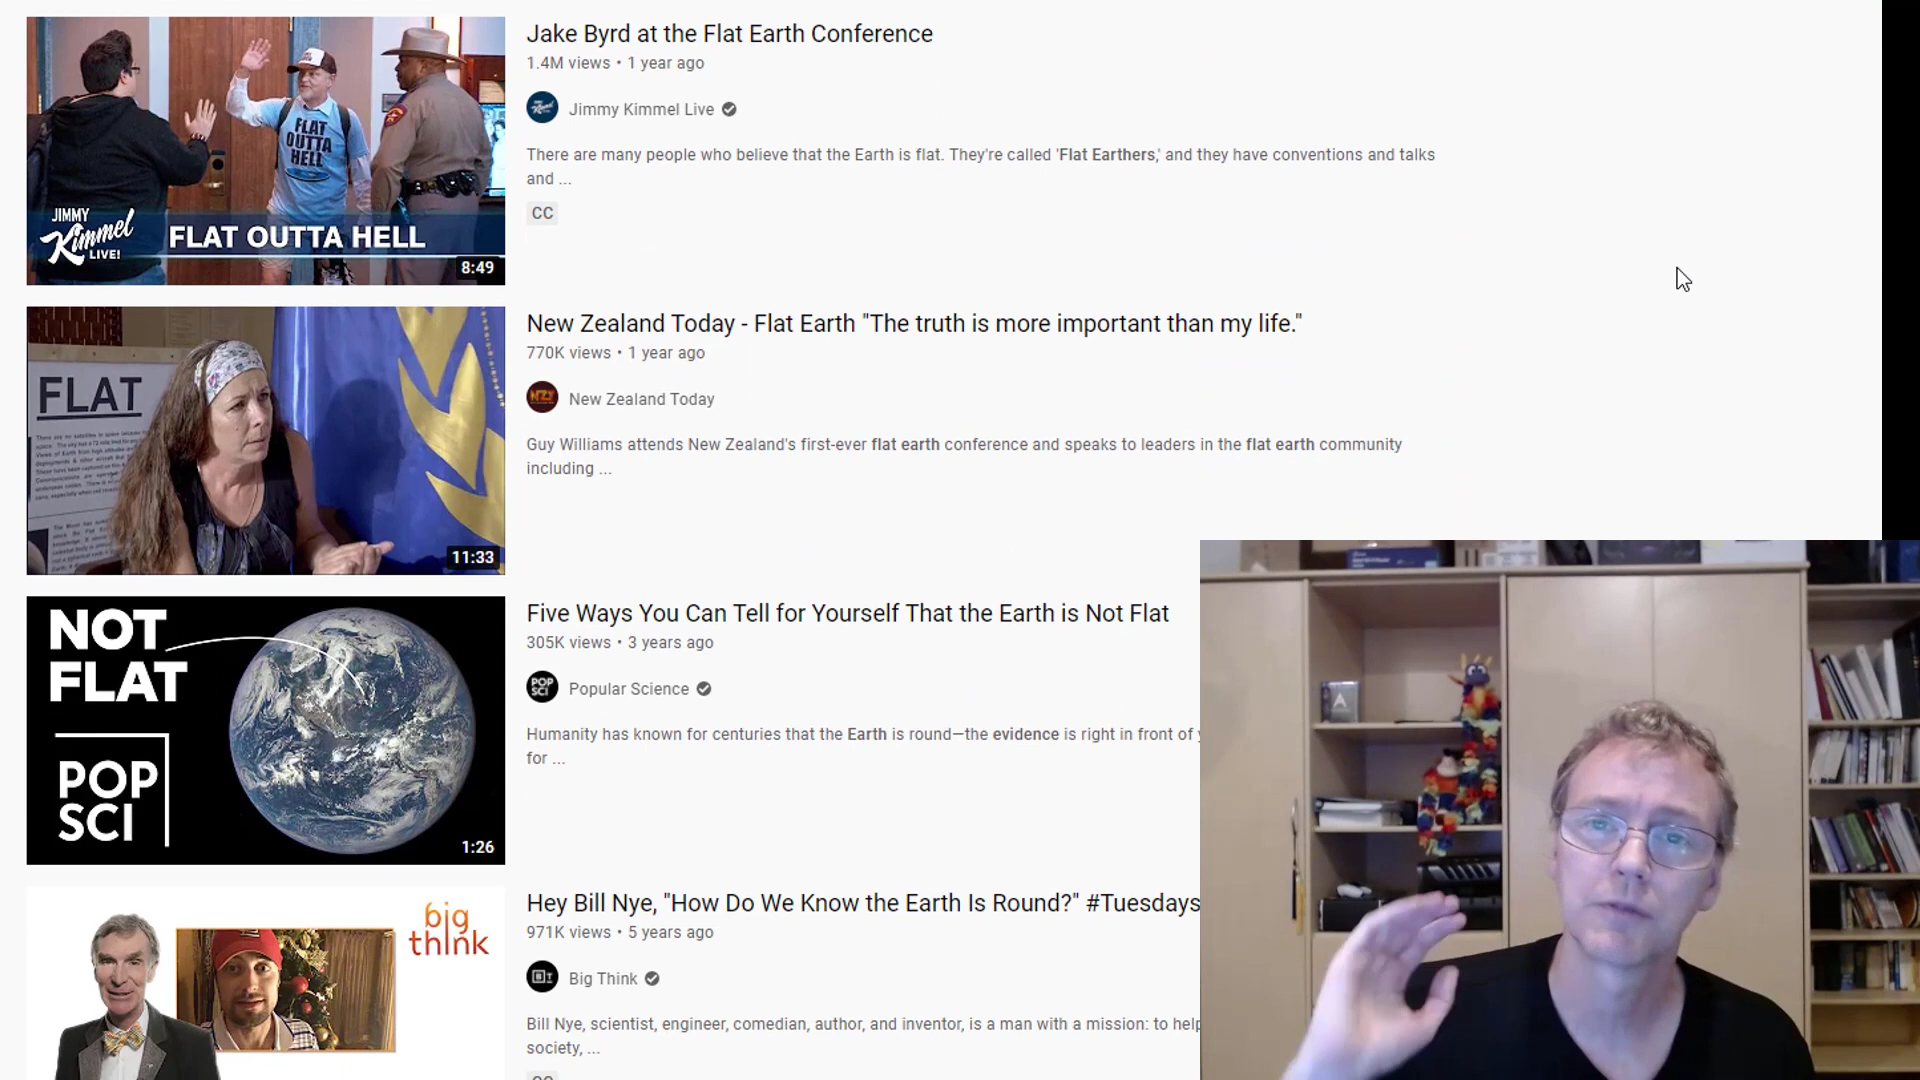 Jake Byrd at the Flat Earth Conference
1.4M views • 1 year ago
Jimmy Kimmel Live
There are many people who believe that the Earth is flat. They're called 'Flat Earthers,' and they have conventions and talks
and ...
CC
FLAT
OUTTA
HELL
JIMMY
Kimmel
LIVE!
FLAT OUTTA HELL
8:49
New Zealand Today - Flat Earth "The truth is more important than my life."
770K views • 1 year ago
NZT
New Zealand Today
Guy Williams attends New Zealand's first-ever flat earth conference and speaks to leaders in the flat earth community
including ...
FLAT
11:33
NOT
FLAT
POP
SCI
1:26
Five Ways You Can Tell for Yourself That the Earth is Not Flat
305K views • 3 years ago
POP
SCI
Popular Science
Humanity has known for centuries that the Earth is round—the evidence is right in front of
for ...
big
think
Hey Bill Nye, "How Do We Know the Earth Is Round?" #Tuesdays
971K views • 5 years ago
Big Think
Bill Nye, scientist, engineer, comedian, author, and inventor, is a man with a mission: to help
society, ...